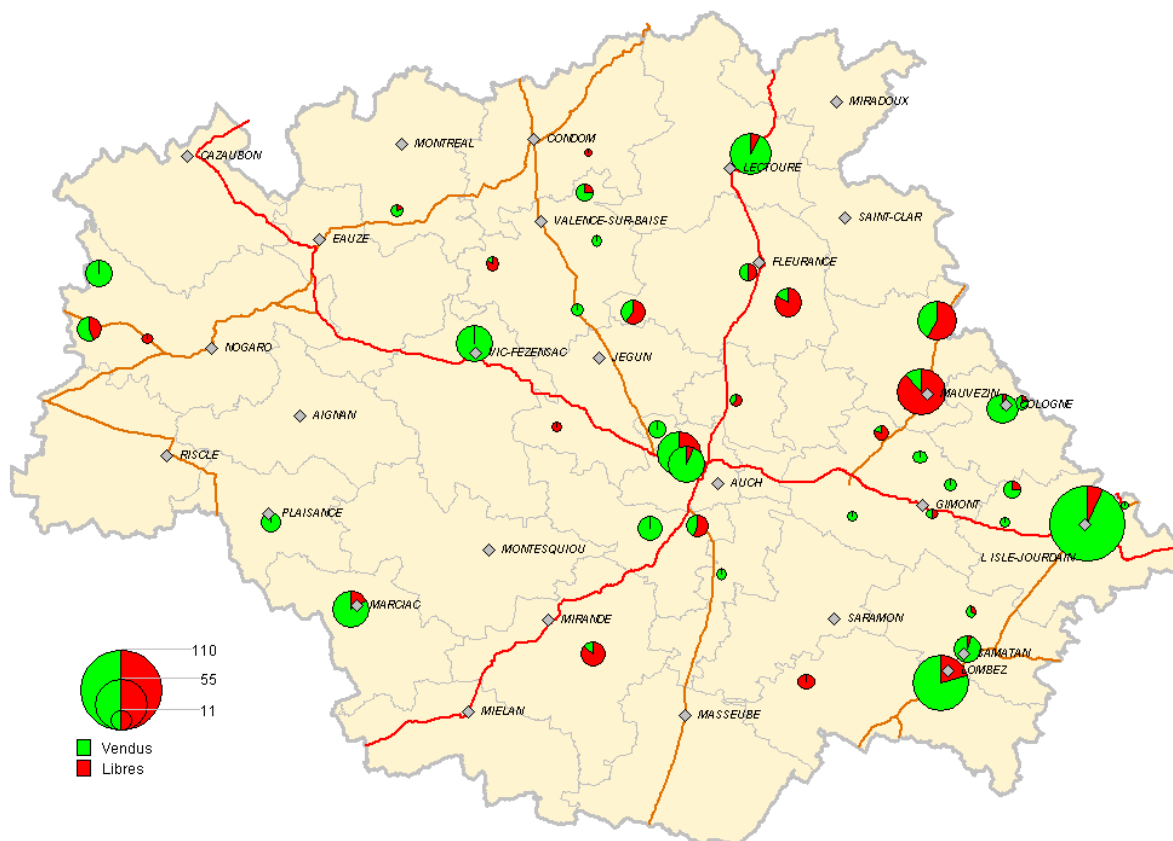 MIRADOUX
CONDOM
MONTREAL
CAZAUBON
LECTOURE
SAINT-CLAR
VALENCE-SUR-BAISE
EAUZE
FLEURANCE
NOGARO
VIC-FEZENSAC
JEGUN
MAUVEZIN
COLOGNE
AIGNAN
RISCLE
AUCH
GIMONT
PLAISANCE
MONTESQUIOU
L ISLE-JOURDAIN
MARCIAC
MIRANDE
SARAMON
SAMATAN
LOMBEZ
MIELAN
MASSEUBE
110
55
11
Vendus
Libres